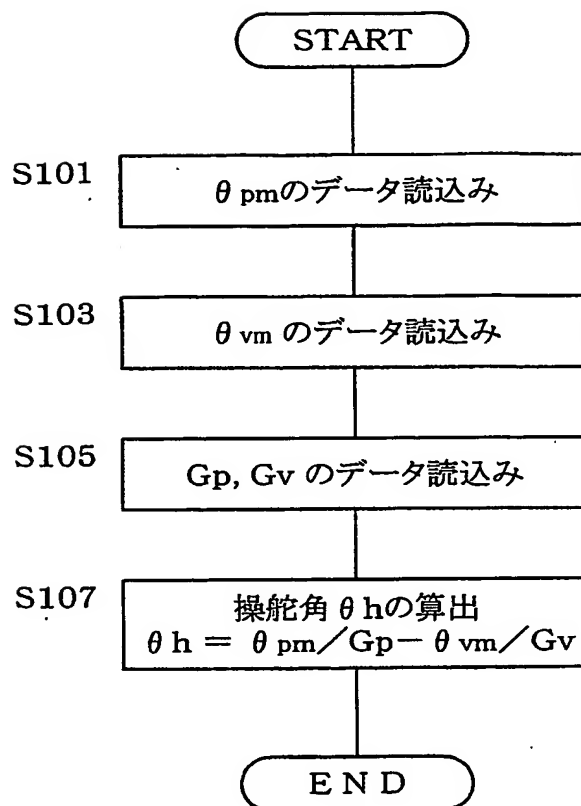 START
S101
θ pmのデータ読込み
S103
θ vm のデータ読込み
S105
Gp, Gv のデータ読込み
S107
操舵角 θ hの算出
θ h = θ pm／Gp− θ vm／Gv
E N D